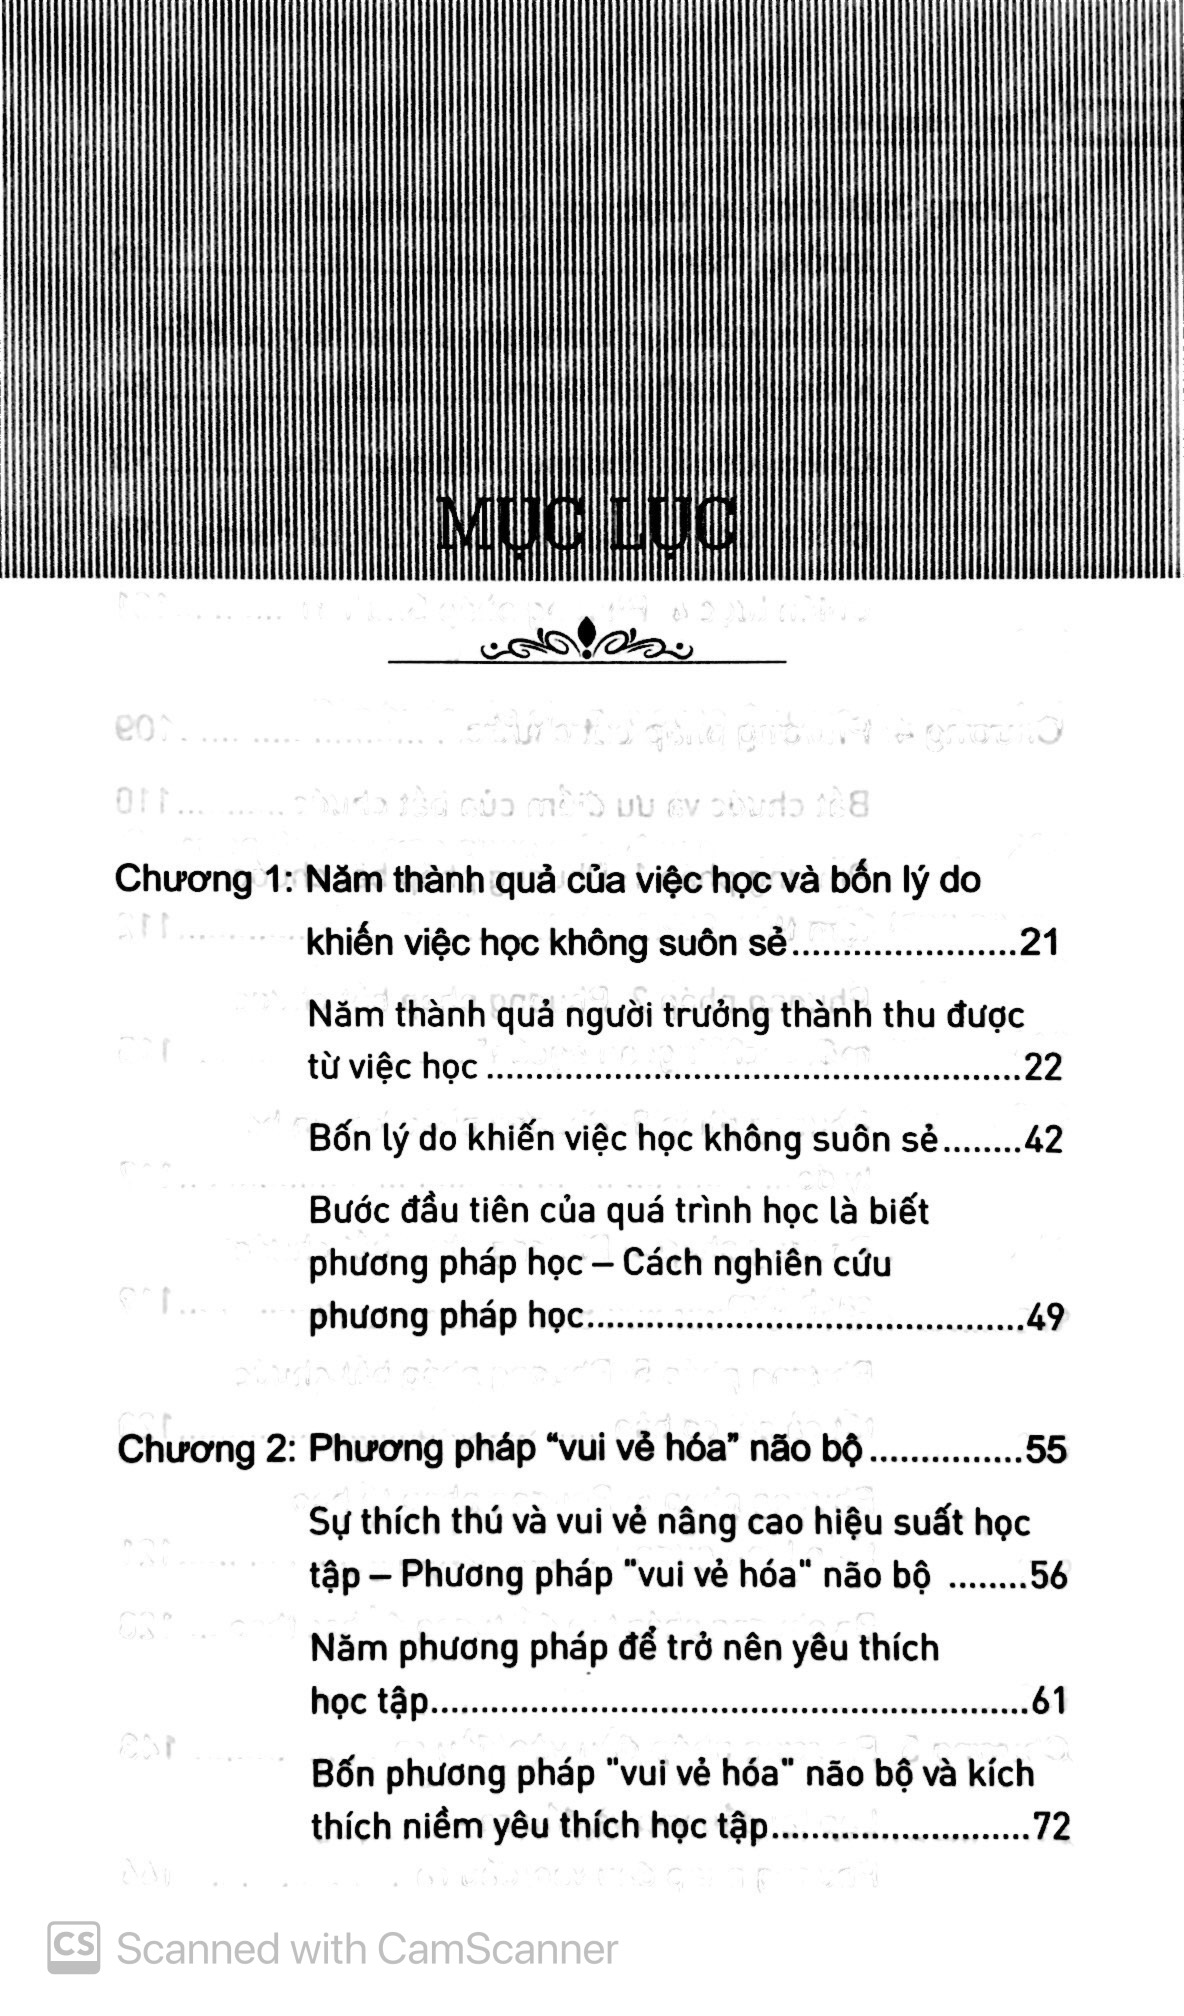 MỤC LỤC
Chương 1: Năm thành quả của việc học và bốn lý do
khiến việc học không suôn sẻ......................21
Năm thành quả người trưởng thành thu được
từ việc học ......................................................22
Bốn lý do khiến việc học không suôn sẻ........42
Bước đầu tiên của quá trình học là biết
phương pháp học – Cách nghiên cứu
phương pháp học............................................49
Chương 2: Phương pháp “vui vẻ hóa” não bộ...............55
Sự thích thú và vui vẻ nâng cao hiệu suất học
tập – Phương pháp "vui vẻ hóa" não bộ ........56
Năm phương pháp để trở nên yêu thích
học tập............................................................61
Bốn phương pháp "vui vẻ hóa" não bộ và kích
thích niềm yêu thích học tập..........................72
CS Scanned with CamScanner